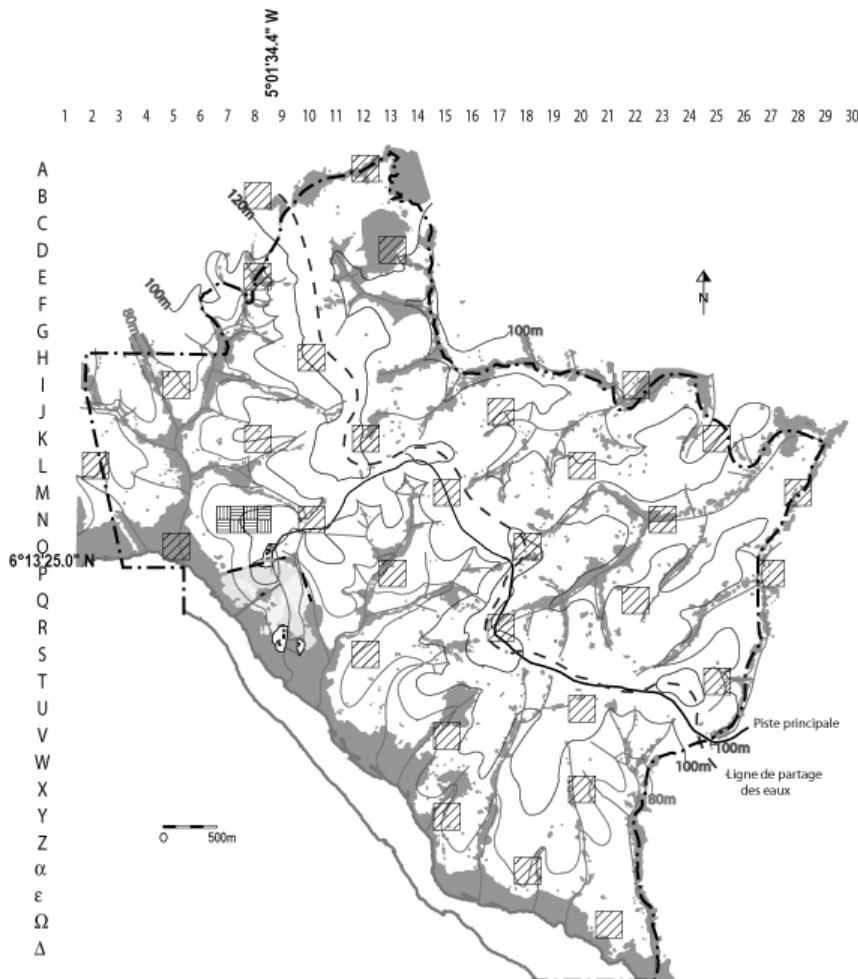 5°01'34.4" W
1 2 3 4 5 6 7 8 9 10 11 12 13 14 15 16 17 18 19 20 21 22 23 24 25 26 27 28 29 30
A
B
120m
C
D
E
100m
F
80m
G
N
100m
H
I
J
K
L
M
N
O
6°13'25.0" N
P
Q
R
S
T
U
Piste principale
V
100m
W
100m
Ligne de partage
des eaux
X
80m
Y
O 500m
Z
α
ε
Ω
Δ